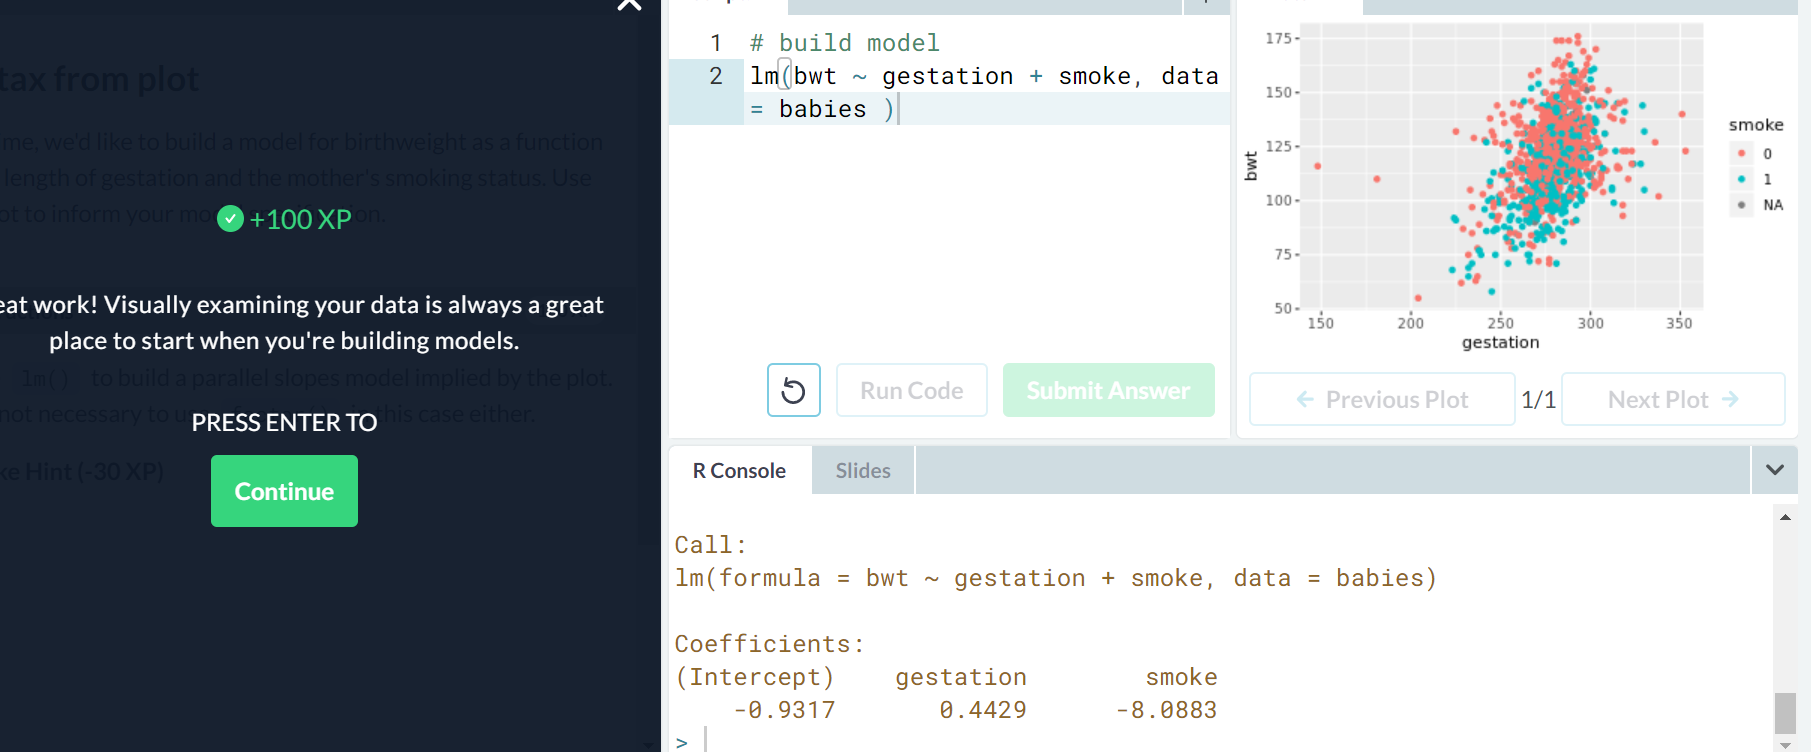 tax from plot
me, we'd like to build a model for birthweight as a function
length of gestation and the mother's smoking status. Use
ot to inform your mo
on.
+100 XP
eat work! Visually examining your data is always a great
place to start when you're building models.
lm() to build a parallel slopes model implied by the plot.
not necessary to u
this case either.
PRESS ENTER TO
ke Hint (-30 XP)
Continue
1 # build model
2 lm(bwt ~ gestation + smoke, data
= babies )
Run Code
Submit Answer
175
150
125
100
75
50
bwt
150 200 250 300 350
gestation
smoke
0
1
NA
Previous Plot
1/1
Next Plot
R Console
Slides
Call:
lm(formula = bwt ~ gestation + smoke, data = babies)
Coefficients:
(Intercept) gestation smoke
-0.9317 0.4429 -8.0883
>